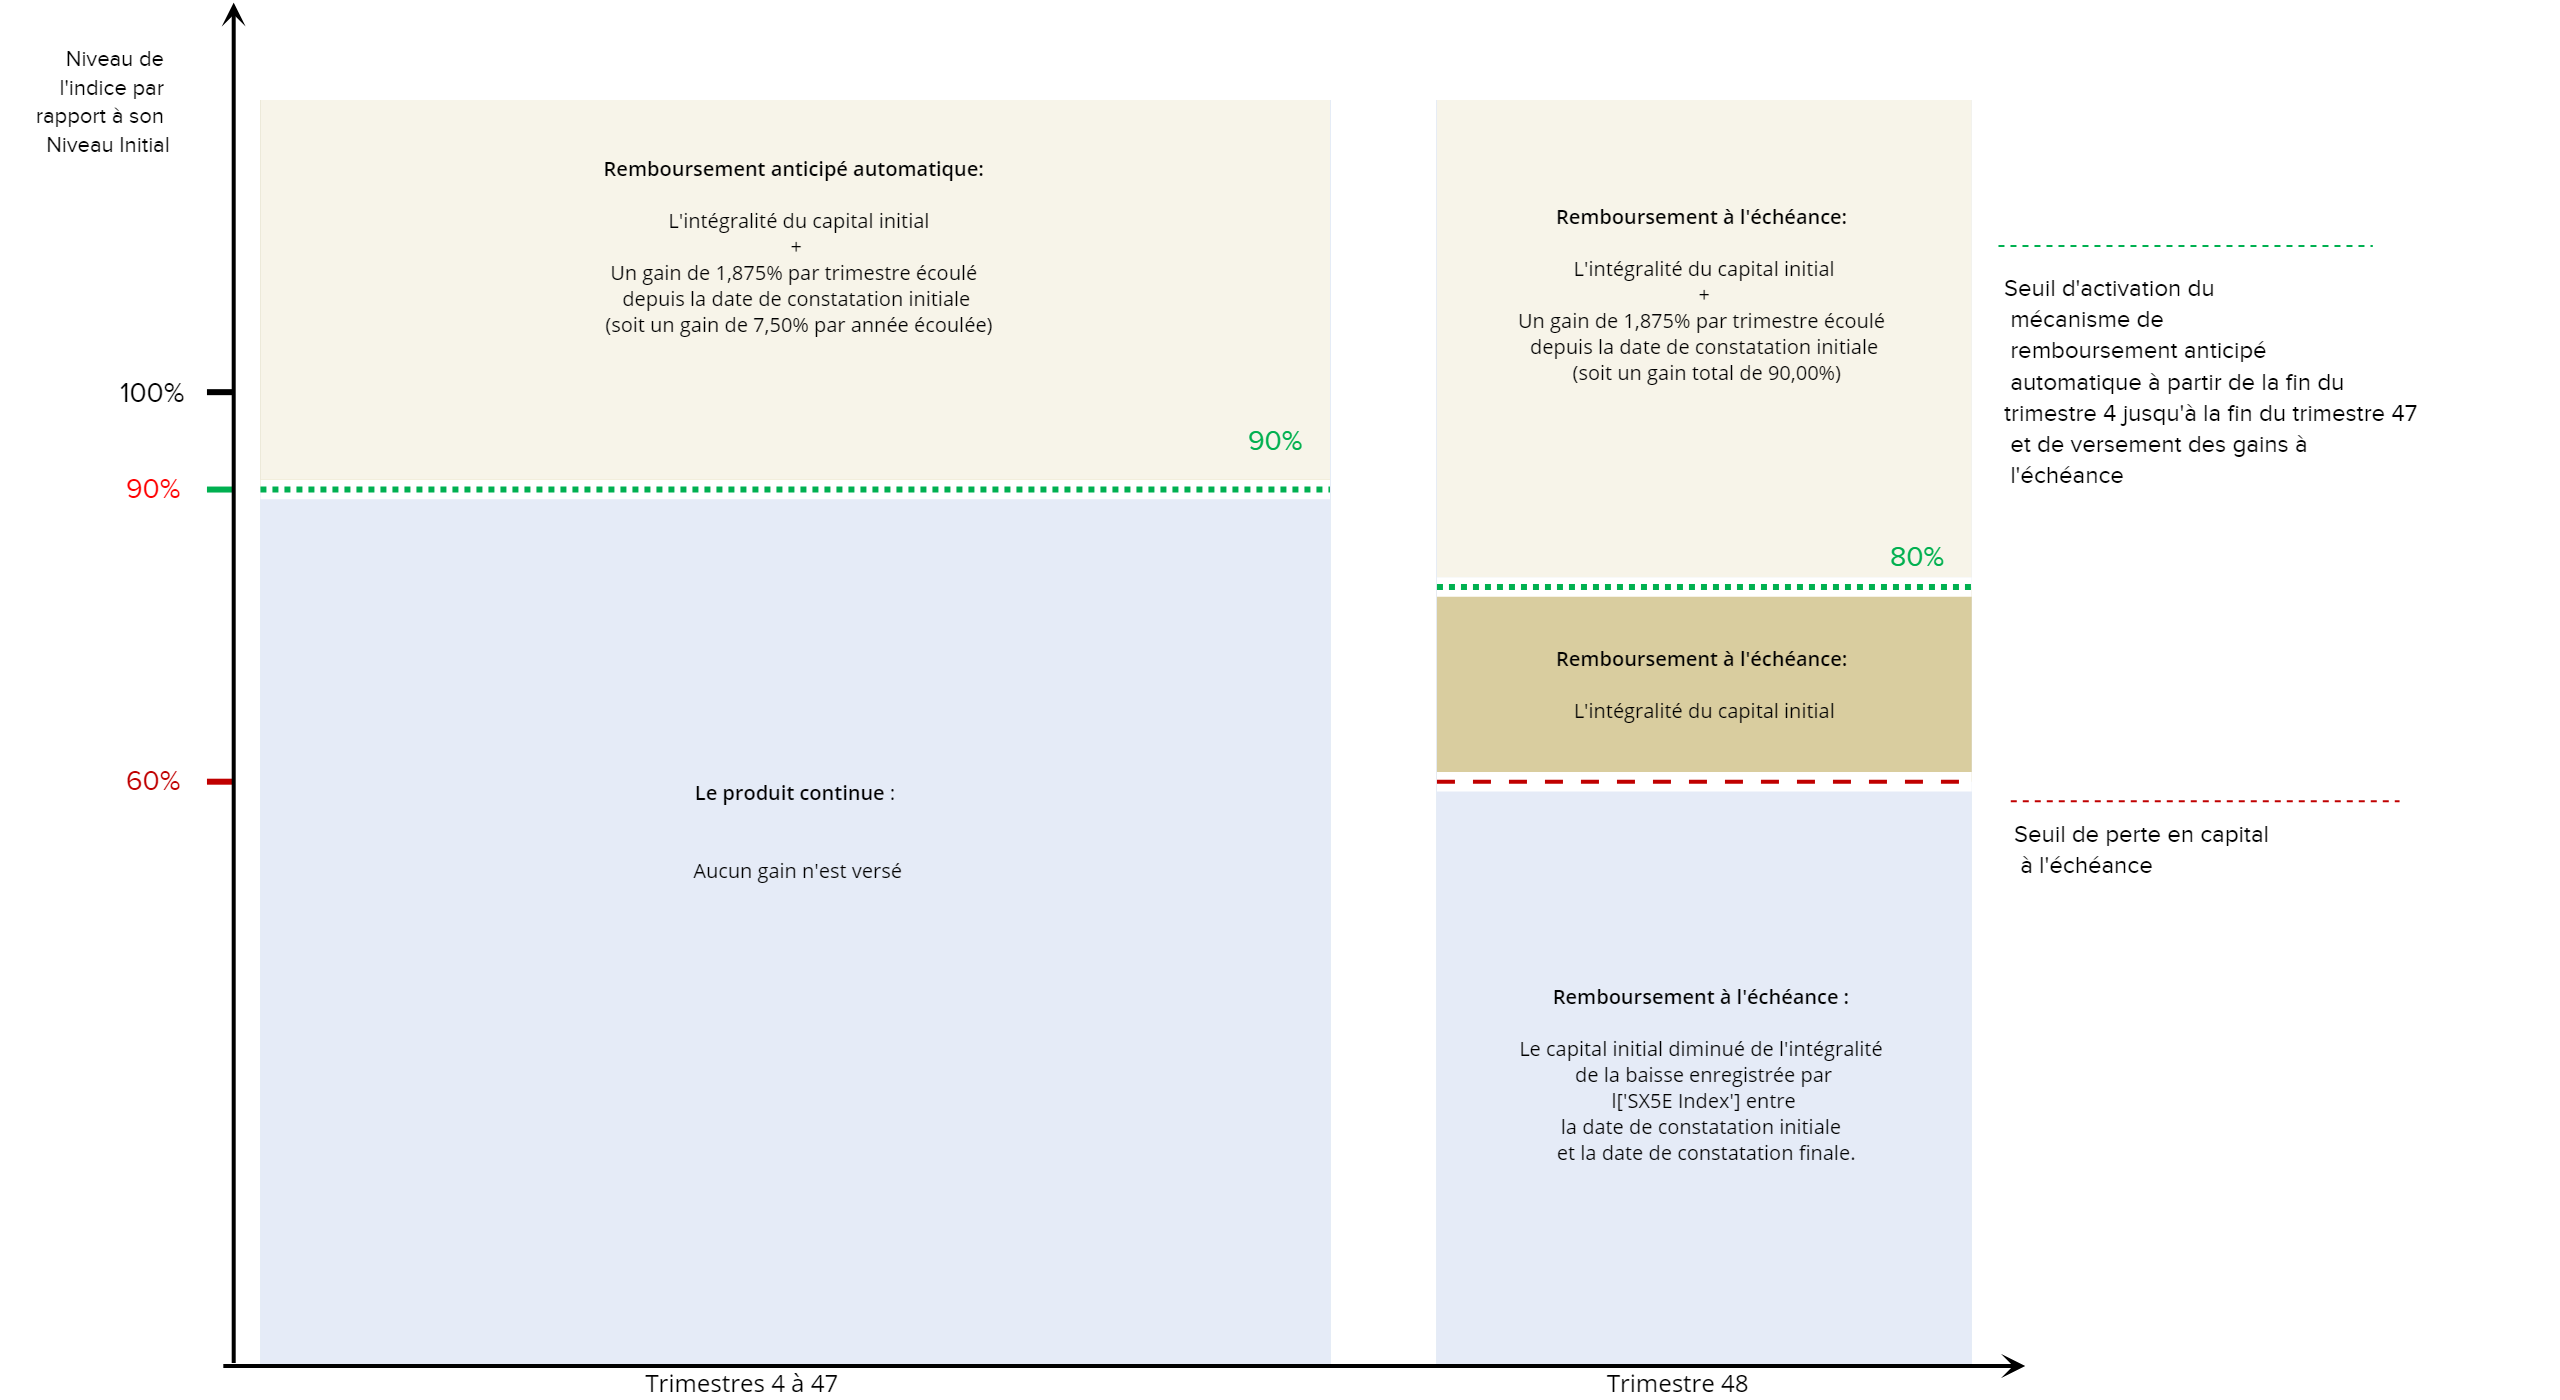 Niveau de
l'indice par
rapport à son
Niveau Initial
100%
90%
60%
Remboursement anticipé automatique:
L'intégralité du capital initial
+
Un gain de 1,875% par trimestre écoulé
depuis la date de constatation initiale
(soit un gain de 7,50% par année écoulée)
90%
Le produit continue :
Aucun gain n'est versé
Remboursement à l'échéance:
L'intégralité du capital initial
+
Un gain de 1,875% par trimestre écoulé
depuis la date de constatation initiale
(soit un gain total de 90,00%)
80%
Remboursement à l'échéance:
L'intégralité du capital initial
Remboursement à l'échéance :
Le capital initial diminué de l'intégralité
de la baisse enregistrée par
l['SX5E Index'] entre
la date de constatation initiale
et la date de constatation finale.
Seuil d'activation du
mécanisme de
remboursement anticipé
automatique à partir de la fin du
trimestre 4 jusqu'à la fin du trimestre 47
et de versement des gains à
l'échéance
Seuil de perte en capital
à l'échéance
Trimestres 4 à 47
Trimestre 48